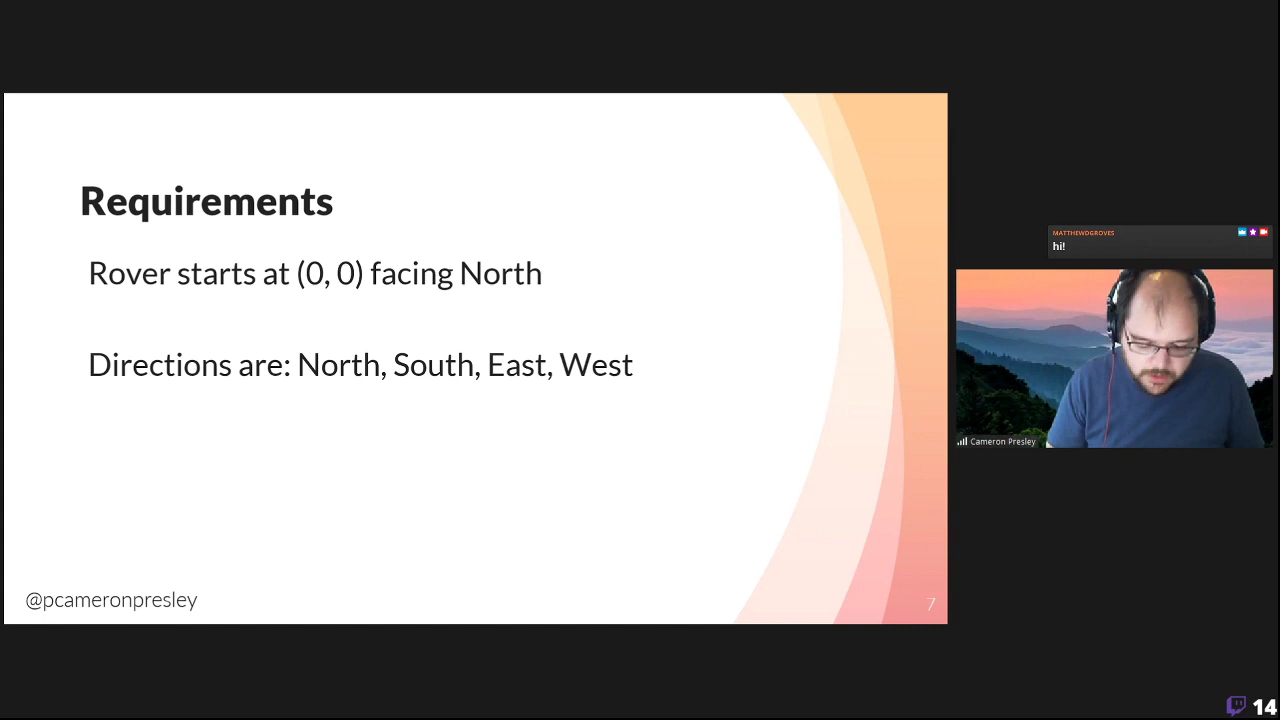 Requirements
Rover starts at (0, 0) facing North
Directions are: North, South, East, West
@pcameronpresley
7
MATTHEWDGROVES
hi!
Cameron Presley
14